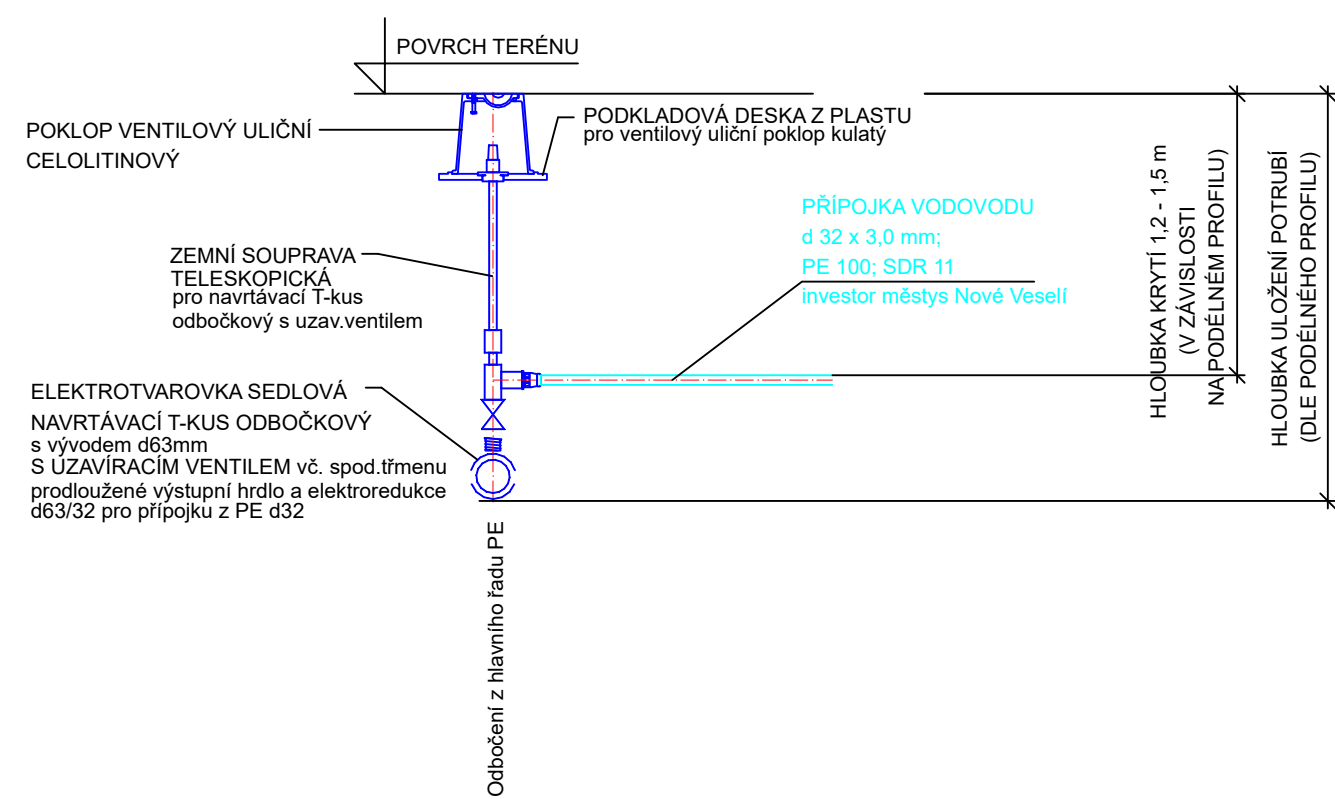 POVRCH TERÉNU
POKLOP VENTILOVÝ ULIČNÍ
CELOLITINOVÝ
PODKLADOVÁ DESKA Z PLASTU
pro ventilový uliční poklop kulatý
PŘÍPOJKA VODOVODU
d 32 x 3,0 mm;
PE 100; SDR 11
investor městys Nové Veselí
ZEMNÍ SOUPRAVA
TELESKOPICKÁ
pro navrtávací T-kus
odbočkový s uzav.ventilem
ELEKTROTVAROVKA SEDLOVÁ
NAVRTÁVACÍ T-KUS ODBOČKOVÝ
s vývodem d63mm
S UZAVÍRACÍM VENTILEM vč. spod.třmenu
prodloužené výstupní hrdlo a elektroredukce
d63/32 pro přípojku z PE d32
HLOUBKA KRYTÍ 1,2 - 1,5 m
(V ZÁVISLOSTI
NA PODÉLNÉM PROFILU)
HLOUBKA ULOŽENÍ POTRUBÍ
(DLE PODÉLNÉHO PROFILU)
Odbočení z hlavního řadu PE